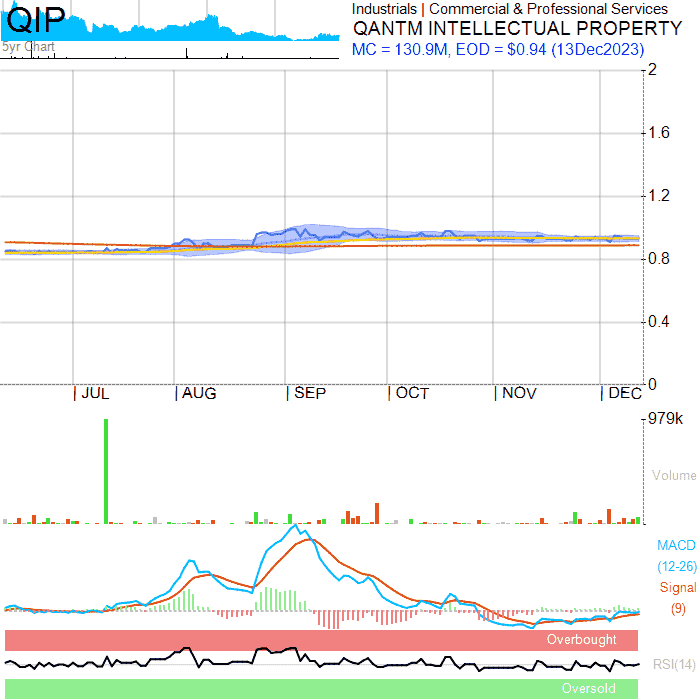 QIP
5yr Chart
Industrials | Commercial & Professional Services
QANTM INTELLECTUAL PROPERTY
MC = 130.9M, EOD = $0.94 (13Dec2023)
2
1.6
1.2
0.8
0.4
0
JUL AUG SEP OCT NOV DEC
979k
Volume
MACD
(12-26)
Signal
(9)
Overbought
RSI(14)
Oversold